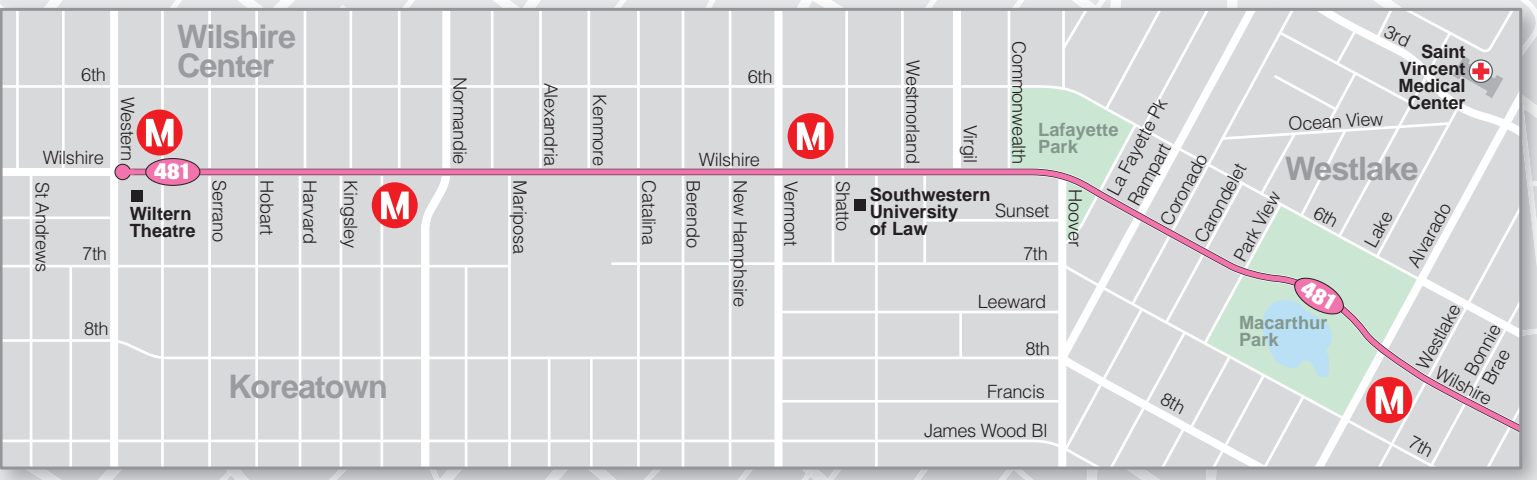 Wilshire
Center
6th
6th
3rd
Saint
Vincent
Medical
Center
Western
M
Normandie
Alexandria
Kenmore
M
Westmorland
Virgil
Commonwealth
Lafayette
Park
La Fayette Pk
Rampart
Coronado
Carondelet
Park View
Ocean View
Westlake
6th
Lake
Alvarado
Wilshire
481
Wilshire
St Andrews
Wiltern
Theatre
Serrano
Hobart
Harvard
Kingsley
M
Mariposa
Catalina
Berendo
New Hamphsire
Vermont
Shatto
Southwestern
University
of Law
Sunset
Hoover
7th
7th
Leeward
481
8th
8th
Macarthur
Park
Koreatown
Francis
James Wood Bl
8th
M
Westlake
Bonnie
Brae
Wilshire
7th